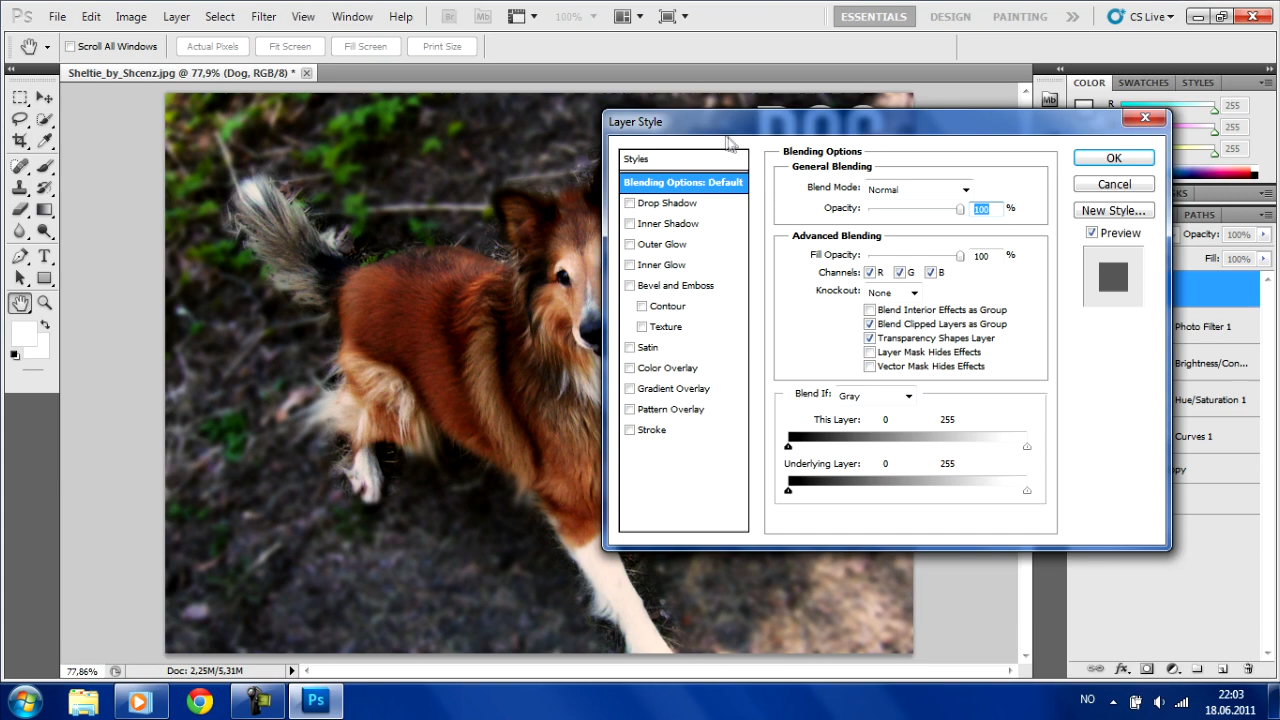 Ps File Edit Image Layer Select Filter View Window Help Br Mb 100% ESSENTIALS DESIGN PAINTING CS Live
Scroll All Windows Actual Pixels Fit Screen Fill Screen Print Size
Sheltie_by_Shcenz.jpg @ 77,9% (Dog, RGB/8) *
COLOR SWATCHES STYLES
Mb
R 255
255
255
Dog
Layer Style
Styles
Blending Options: Default
Drop Shadow
Inner Shadow
Outer Glow
Inner Glow
Bevel and Emboss
Contour
Texture
Satin
Color Overlay
Gradient Overlay
Pattern Overlay
Stroke
Blending Options
General Blending
Blend Mode: Normal
Opacity: 100 %
Advanced Blending
Fill Opacity: 100 %
Channels: R G B
Knockout: None
Blend Interior Effects as Group
Blend Clipped Layers as Group
Transparency Shapes Layer
Layer Mask Hides Effects
Vector Mask Hides Effects
Blend If: Gray
This Layer: 0 255
Underlying Layer: 0 255
OK
Cancel
New Style...
Preview
PATHS
Opacity: 100%
Fill: 100%
Photo Filter 1
Brightness/Con...
Hue/Saturation 1
Curves 1
77,86% Doc: 2,25M/5,31M
fx
Ps
NO
22:03
18.06.2011